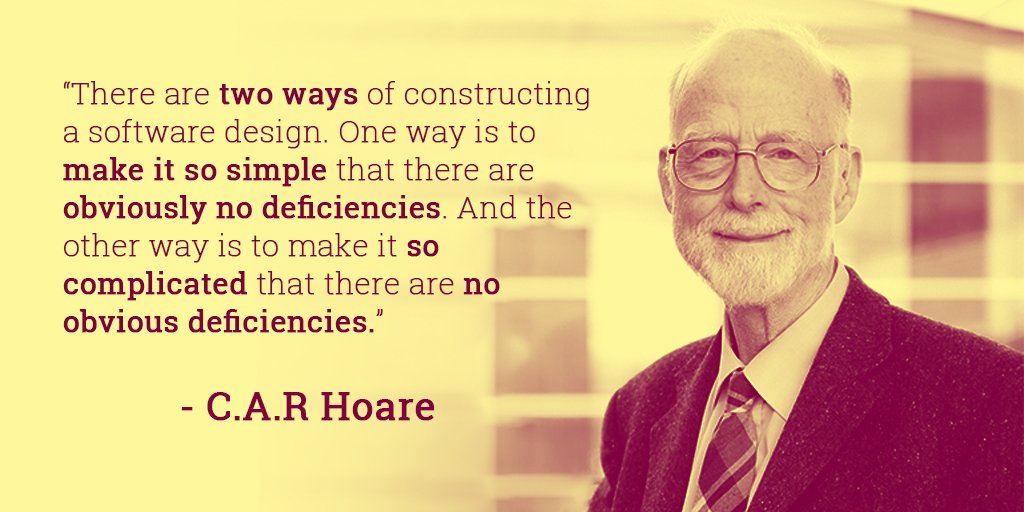 “There are two ways of constructing
a software design. One way is to
make it so simple that there are
obviously no deficiencies. And the
other way is to make it so
complicated that there are no
obvious deficiencies.”
- C.A.R Hoare